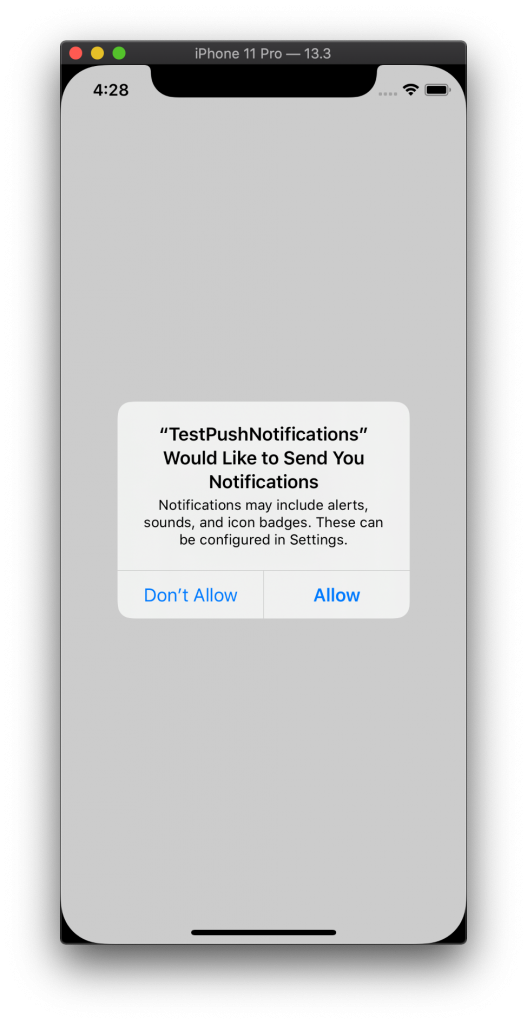 iPhone 11 Pro — 13.3
4:28
“TestPushNotifications”
Would Like to Send You
Notifications
Notifications may include alerts,
sounds, and icon badges. These can
be configured in Settings.
Don’t Allow
Allow